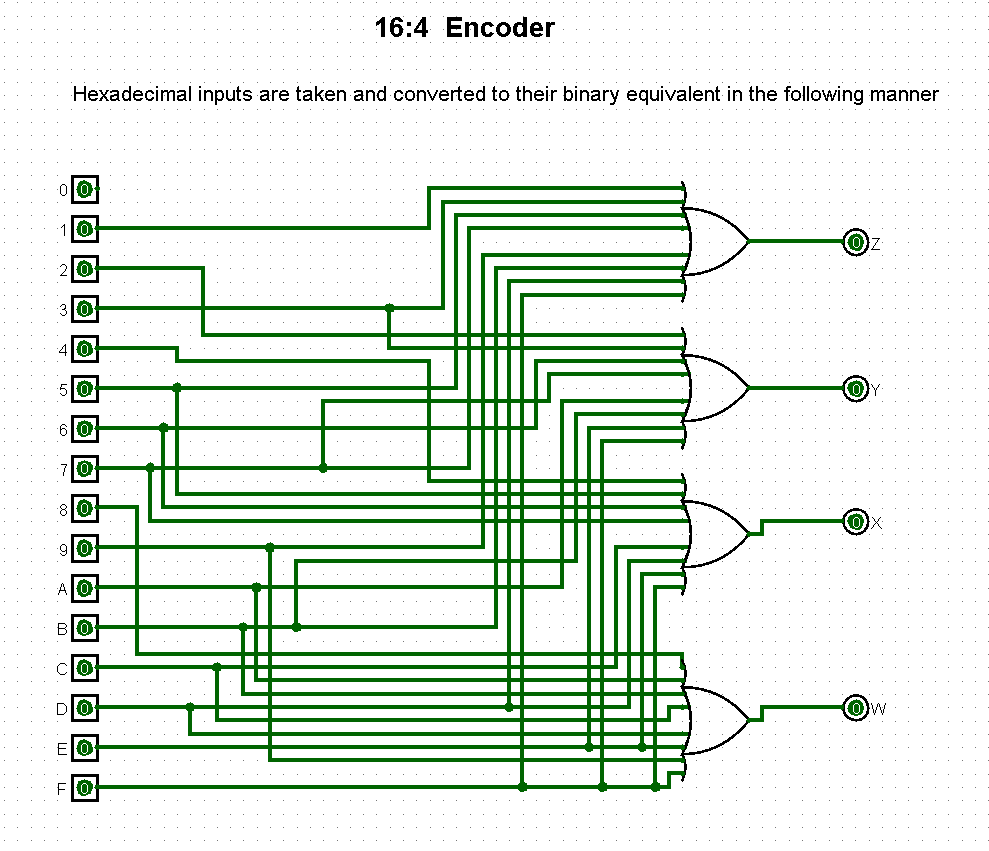 16:4 Encoder
Hexadecimal inputs are taken and converted to their binary equivalent in the following manner
0 0
1 0
0 Z
2 0
3 0
4 0
5 0
0 Y
6 0
7 0
8 0
0 X
9 0
A 0
B 0
C 0
D 0
0 W
E 0
F 0